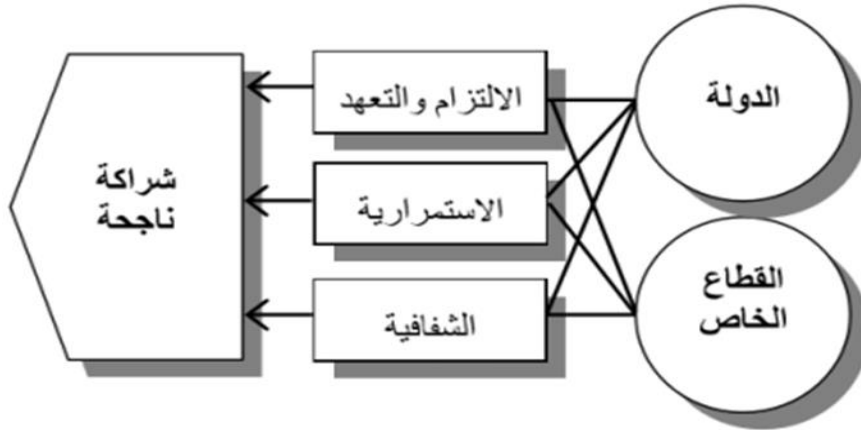 الدولة
القطاع
الخاص
الالتزام والتعهد
الاستمرارية
الشفافية
شراكة
ناجحة